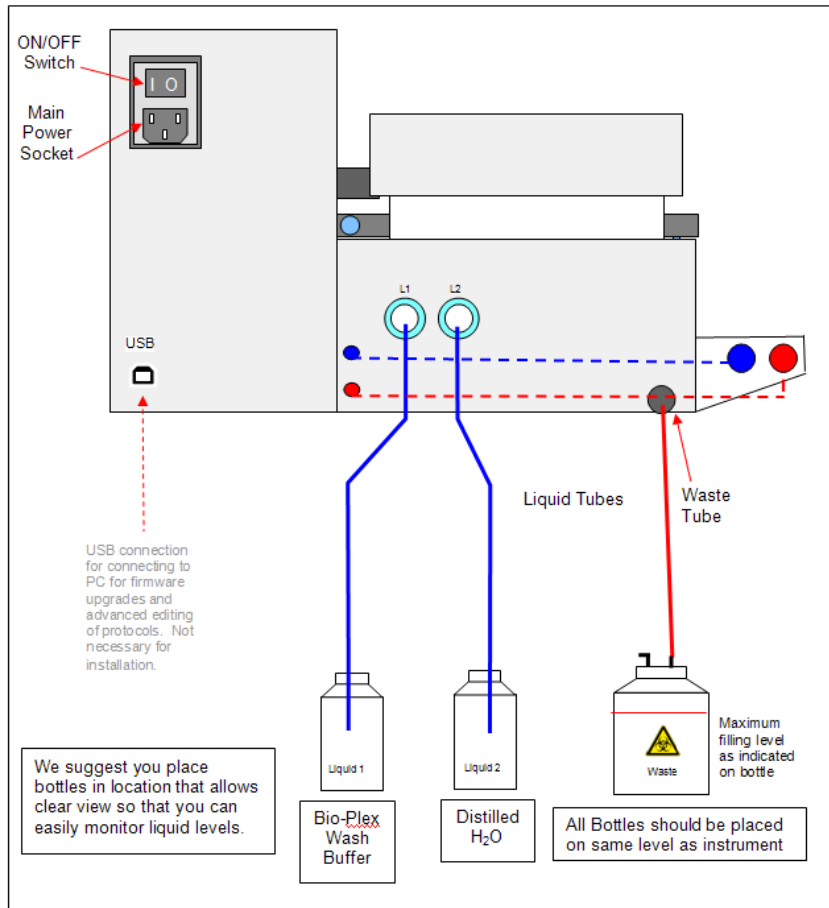 ON/OFF
Switch
I O
Main
Power
Socket
L1
L2
USB
Liquid Tubes
Waste
Tube
USB connection
for connecting to
PC for firmware
upgrades and
advanced editing
of protocols. Not
necessary for
installation.
Maximum
filling level
as indicated
on bottle
Liquid 1
Liquid 2
Waste
We suggest you place
bottles in location that allows
clear view so that you can
easily monitor liquid levels.
Bio-Plex
Wash
Buffer
Distilled
H₂O
All Bottles should be placed
on same level as instrument